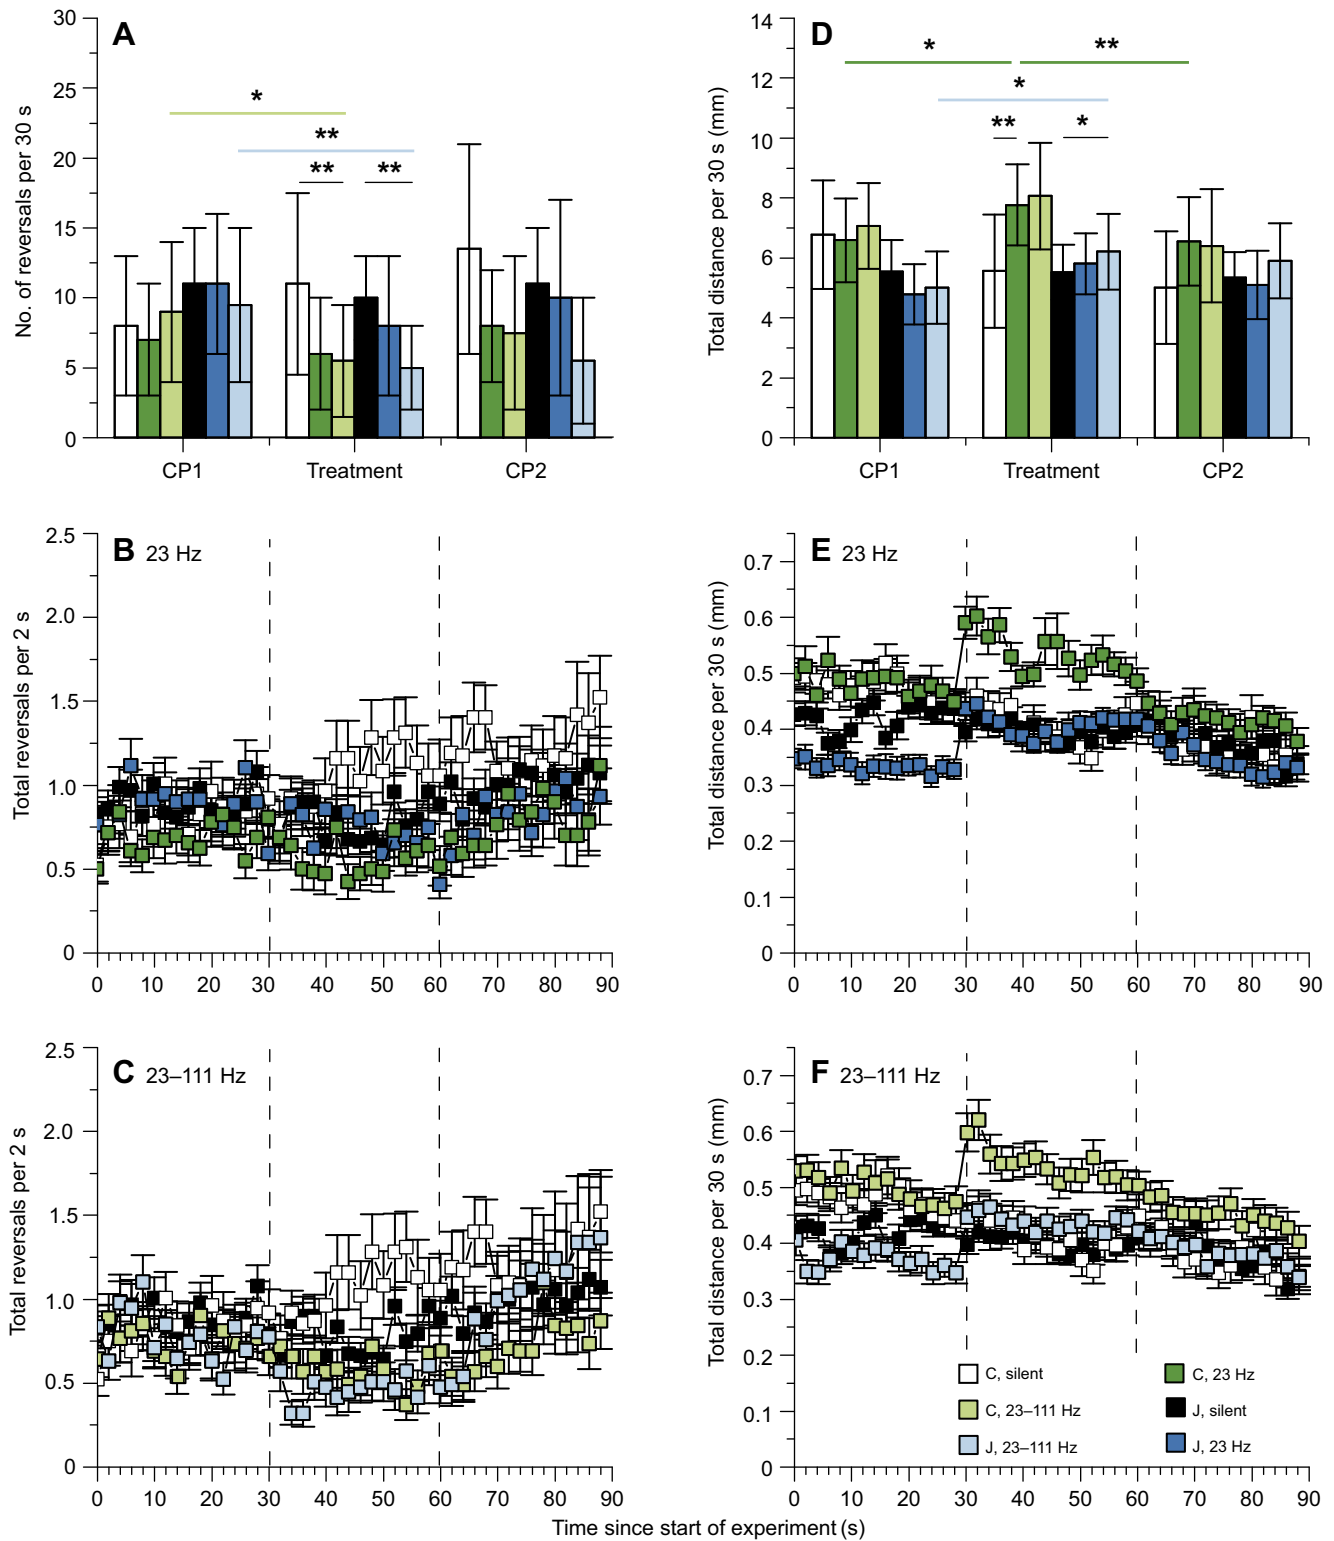 A
No. of reversals per 30 s
30
25
20
15
10
5
0
*
**
** **
CP1 Treatment CP2
D
Total distance per 30 s (mm)
14
12
10
8
6
4
2
0
* **
*
** *
CP1 Treatment CP2
B 23 Hz
Total reversals per 2 s
2.5
2.0
1.5
1.0
0.5
0
0 10 20 30 40 50 60 70 80 90
E 23 Hz
Total distance per 30 s (mm)
0.7
0.6
0.5
0.4
0.3
0.2
0.1
0
0 10 20 30 40 50 60 70 80 90
C 23–111 Hz
Total reversals per 2 s
2.5
2.0
1.5
1.0
0.5
0
0 10 20 30 40 50 60 70 80 90
F 23–111 Hz
Total distance per 30 s (mm)
0.7
0.6
0.5
0.4
0.3
0.2
0.1
0
C, silent C, 23 Hz
C, 23–111 Hz J, silent
J, 23–111 Hz J, 23 Hz
0 10 20 30 40 50 60 70 80 90
Time since start of experiment (s)